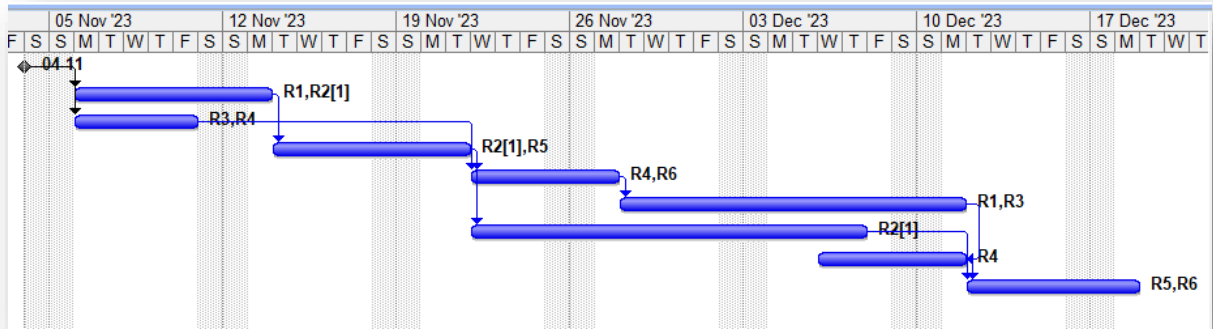 05 Nov '23 12 Nov '23 19 Nov '23 26 Nov '23 03 Dec '23 10 Dec '23 17 Dec '23
F S S M T W T F S S M T W T F S S M T W T F S S M T W T F S S M T W T F S S M T W T F S S M T W T
04.11
R1,R2[1]
R3,R4
R2[1],R5
R4,R6
R1,R3
R2[1]
R4
R5,R6